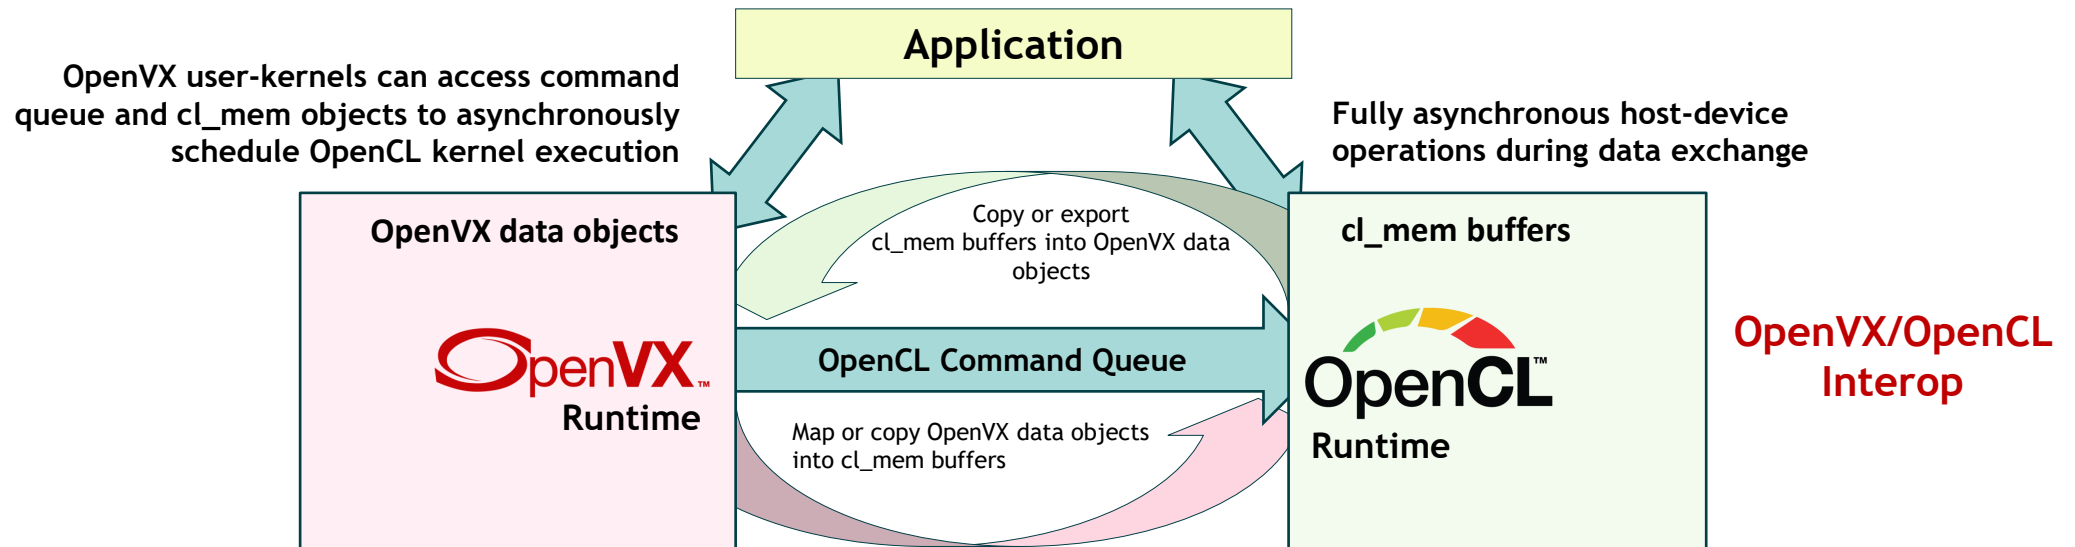 Application
OpenVX user-kernels can access command
queue and cl_mem objects to asynchronously
schedule OpenCL kernel execution
Fully asynchronous host-device
operations during data exchange
OpenVX data objects
Copy or export
cl_mem buffers into OpenVX data
objects
cl_mem buffers
OpenVX™
Runtime
OpenCL Command Queue
OpenCL™
Runtime
OpenVX/OpenCL
Interop
Map or copy OpenVX data objects
into cl_mem buffers